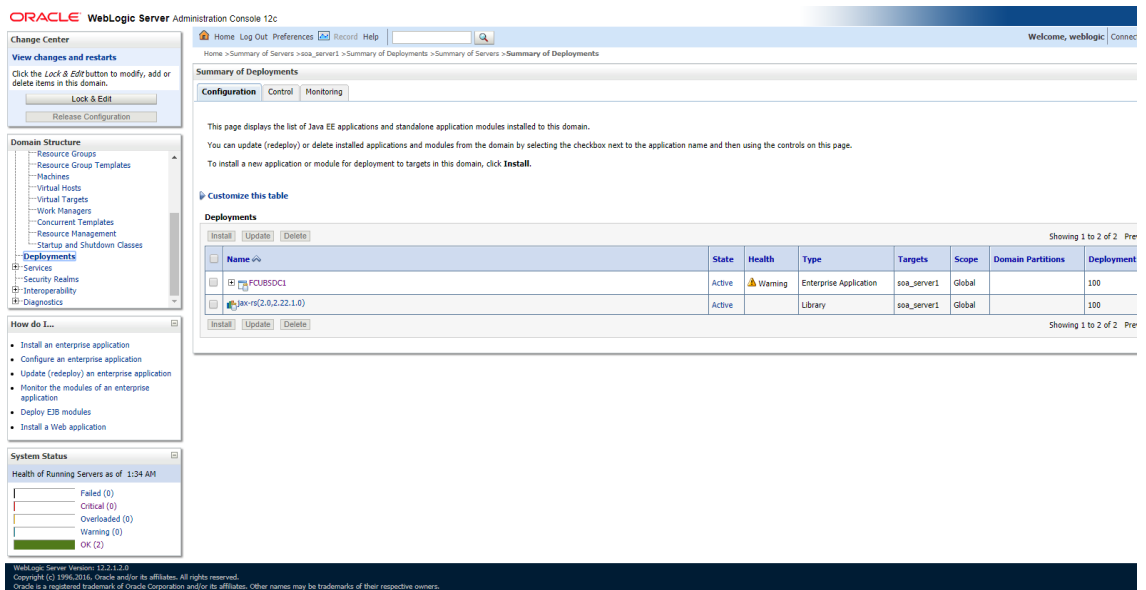 ORACLE WebLogic Server Administration Console 12c
Change Center
View changes and restarts
Click the Lock & Edit button to modify, add or
delete items in this domain.
Lock & Edit
Release Configuration
Domain Structure
Resource Groups
Resource Group Templates
Machines
Virtual Hosts
Virtual Targets
Work Managers
Concurrent Templates
Resource Management
Startup and Shutdown Classes
Deployments
Services
Security Realms
Interoperability
Diagnostics
How do I...
Install an enterprise application
Configure an enterprise application
Update (redeploy) an enterprise application
Monitor the modules of an enterprise
application
Deploy EJB modules
Install a Web application
System Status
Health of Running Servers as of 1:34 AM
Failed (0)
Critical (0)
Overloaded (0)
Warning (0)
OK (2)
Home Log Out Preferences Record Help
Welcome, weblogic Connec
Home >Summary of Servers >soa_server1 >Summary of Deployments >Summary of Servers >Summary of Deployments
Summary of Deployments
Configuration Control Monitoring
This page displays the list of Java EE applications and standalone application modules installed to this domain.
You can update (redeploy) or delete installed applications and modules from the domain by selecting the checkbox next to the application name and then using the controls on this page.
To install a new application or module for deployment to targets in this domain, click Install.
Customize this table
Deployments
Install Update Delete Showing 1 to 2 of 2 Pre
Name State Health Type Targets Scope Domain Partitions Deployment
FCUBSDC1 Active Warning Enterprise Application soa_server1 Global 100
jax-rs(2.0,2.22.1.0) Active Library soa_server1 Global 100
Install Update Delete Showing 1 to 2 of 2 Pre
WebLogic Server Version: 12.2.1.2.0
Copyright (c) 1996,2016, Oracle and/or its affiliates. All rights reserved.
Oracle is a registered trademark of Oracle Corporation and/or its affiliates. Other names may be trademarks of their respective owners.